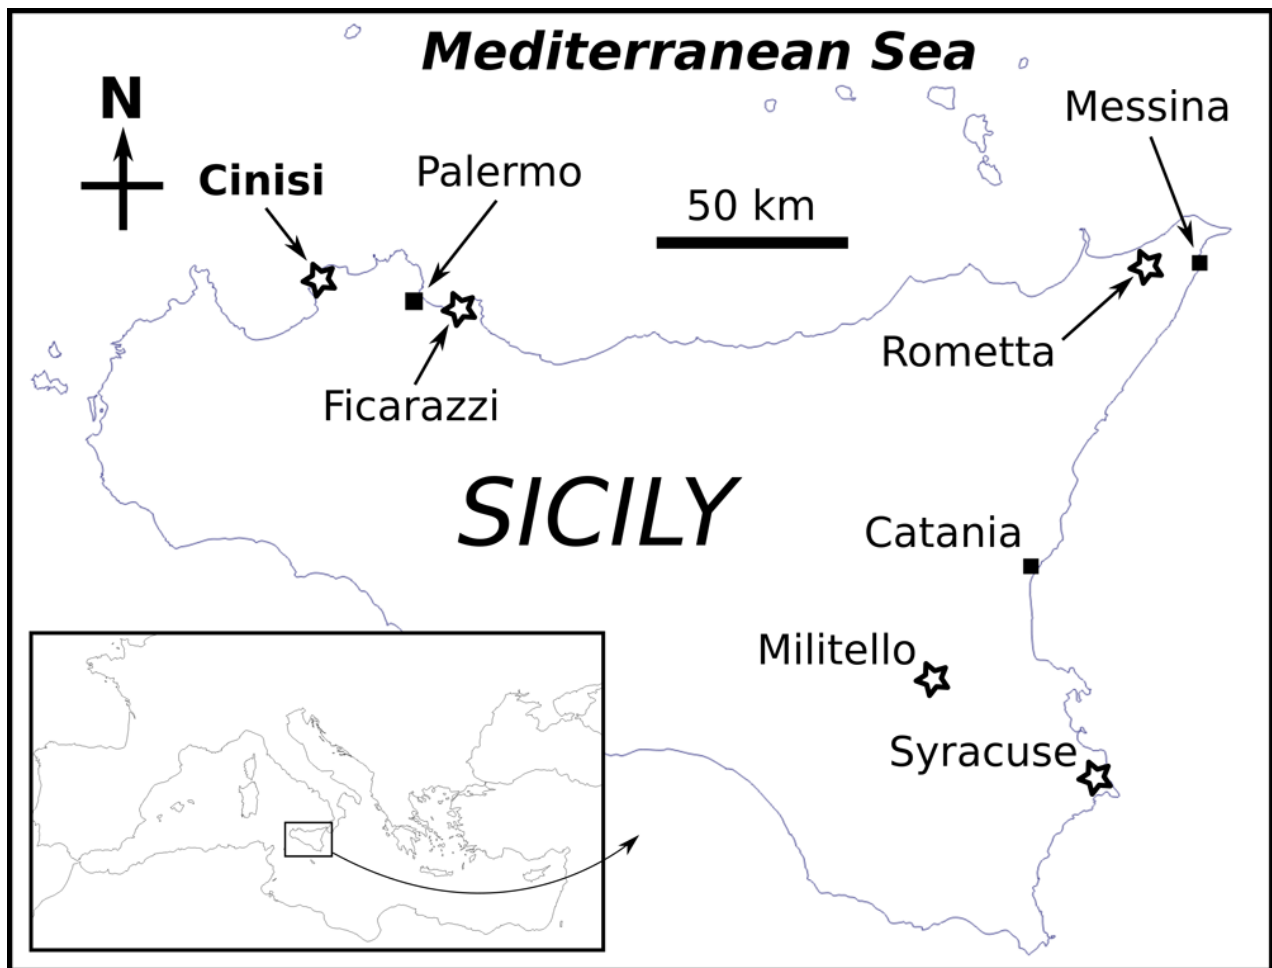 Mediterranean Sea
N
Messina
Cinisi
Palermo
50 km
Rometta
Ficarazzi
SICILY
Catania
Militello
Syracuse